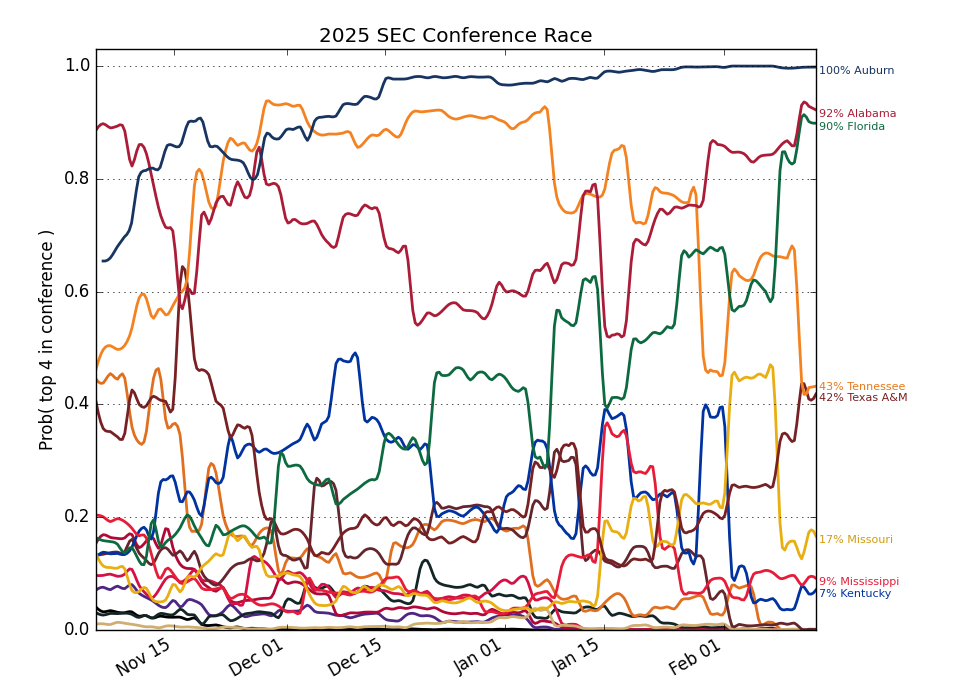 2025 SEC Conference Race
Prob( top 4 in conference )
1.0
0.8
0.6
0.4
0.2
0.0
100% Auburn
92% Alabama
90% Florida
43% Tennessee
42% Texas A&M
17% Missouri
9% Mississippi
7% Kentucky
Nov 15
Dec 01
Dec 15
Jan 01
Jan 15
Feb 01